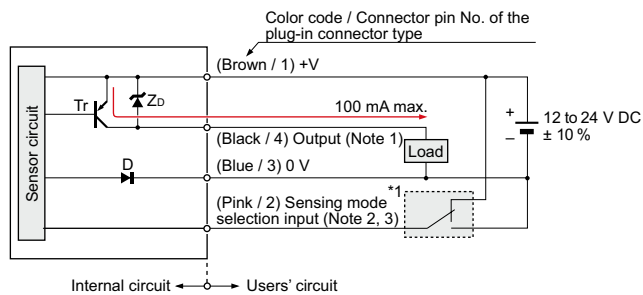 Color code / Connector pin No. of the
plug-in connector type
(Brown / 1) +V
Tr
ZD
100 mA max.
+
–
12 to 24 V DC
± 10 %
(Black / 4) Output (Note 1)
Load
Sensor circuit
D
(Blue / 3) 0 V
*1
(Pink / 2) Sensing mode
selection input (Note 2, 3)
Internal circuit
Users' circuit